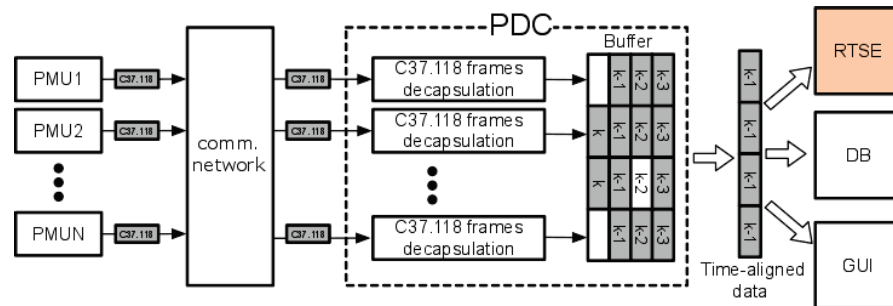 PDC
Buffer
PMU1
C37.118
C37.118
C37.118 frames
decapsulation
k-1
k-2
k-3
PMU2
C37.118
C37.118
C37.118 frames
decapsulation
k
k-1
k-2
k-3
comm.
network
k
k-1
k-2
k-3
PMUN
C37.118
C37.118
C37.118 frames
decapsulation
k-1
k-2
k-3
k-1
k-1
k-1
k-1
Time-aligned
data
RTSE
DB
GUI